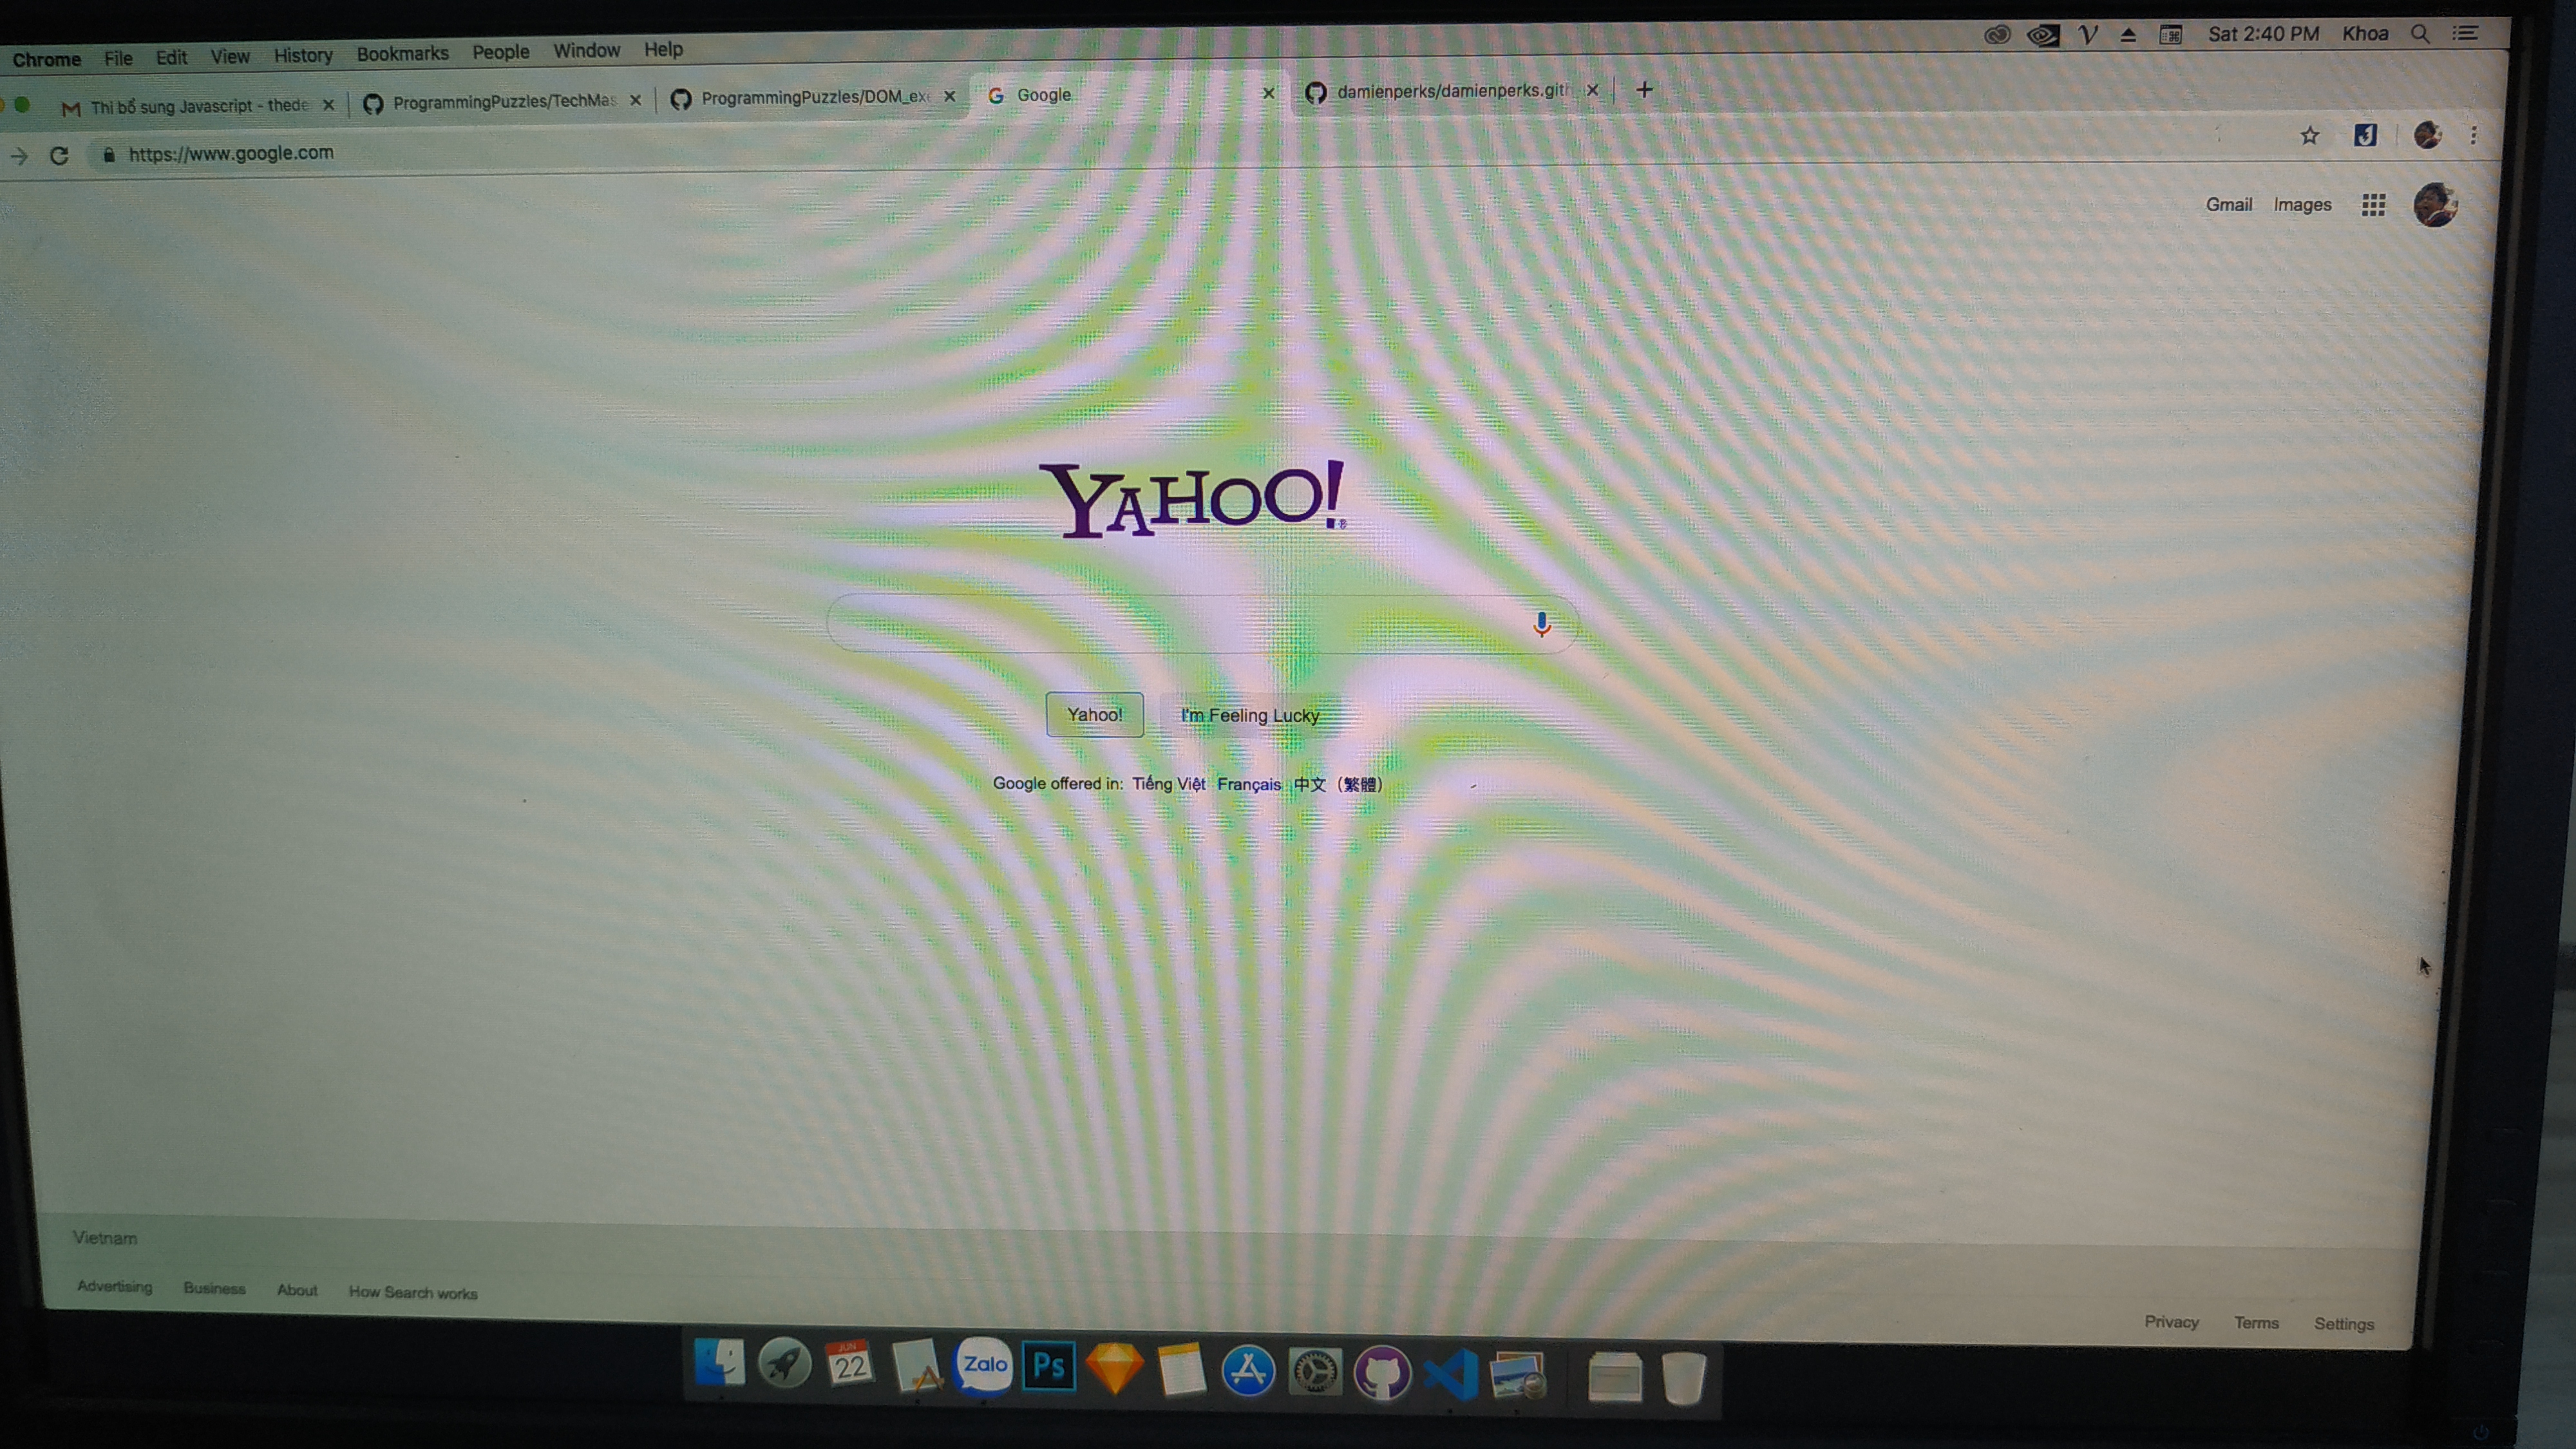 Chrome File Edit View History Bookmarks People Window Help Sat 2:40 PM Khoa
Thi bổ sung Javascript - thede ProgrammingPuzzles/TechMas ProgrammingPuzzles/DOM_exe Google damienperks/damienperks.gith
https://www.google.com
Gmail Images
YAHOO!®
Yahoo! I'm Feeling Lucky
Google offered in: Tiếng Việt Français 中文（繁體）
Vietnam
Advertising Business About How Search works
Privacy Terms Settings
JUN
22
Zalo
Ps